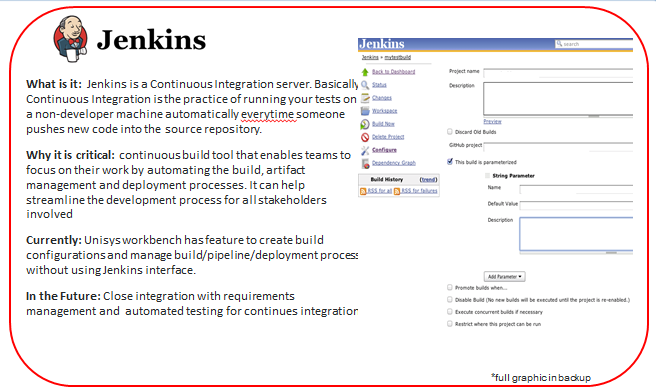 Jenkins
What is it: Jenkins is a Continuous Integration server. Basically
Continuous Integration is the practice of running your tests on
a non-developer machine automatically everytime someone
pushes new code into the source repository.
Why it is critical: continuous build tool that enables teams to
focus on their work by automating the build, artifact
management and deployment processes. It can help
streamline the development process for all stakeholders
involved
Currently: Unisys workbench has feature to create build
configurations and manage build/pipeline/deployment process
without using Jenkins interface.
In the Future: Close integration with requirements
management and automated testing for continues integration
Jenkins
search
Jenkins » mytestbuild
Back to Dashboard
Status
Changes
Workspace
Build Now
Delete Project
Configure
Dependency Graph
Build History (trend)
RSS for all RSS for failures
Project name
Description
Preview
Discard Old Builds
GitHub project
This build is parameterized
String Parameter
Name
Default Value
Description
Add Parameter
Promote builds when...
Disable Build (No new builds will be executed until the project is re-enabled.)
Execute concurrent builds if necessary
Restrict where this project can be run
*full graphic in backup